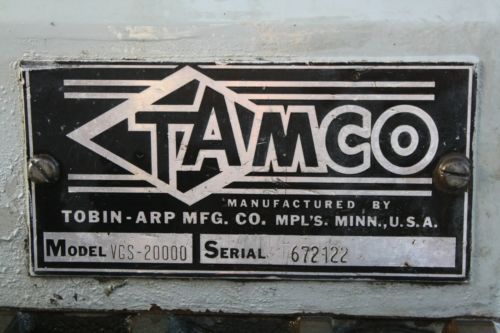 TAMCO
MANUFACTURED BY
TOBIN-ARP MFG. CO. MPL'S. MINN., U.S.A.
MODEL VGS-20000 SERIAL 672122